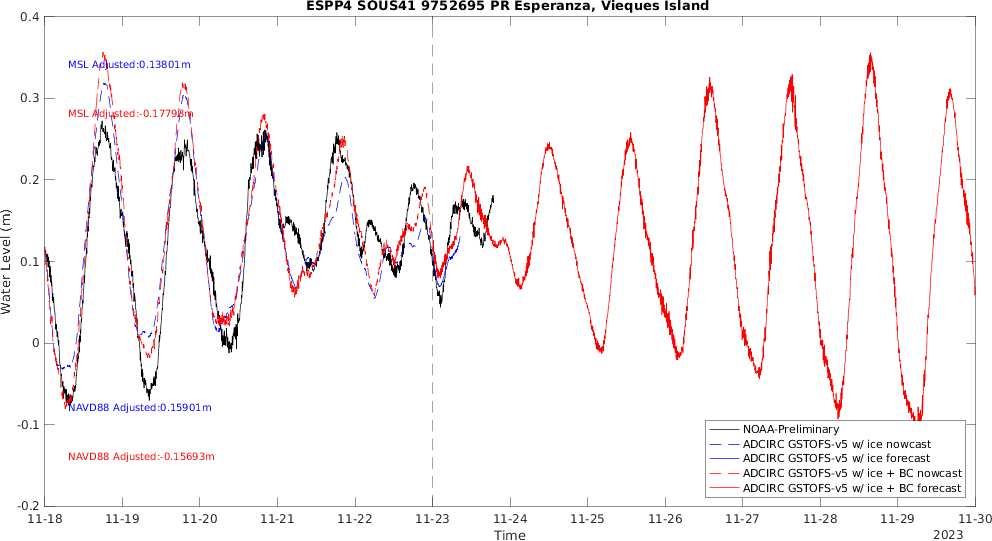 ESPP4 SOUS41 9752695 PR Esperanza, Vieques Island
0.4
MSL Adjusted:0.13801m
0.3
MSL Adjusted:-0.17798m
0.2
Water Level (m)
0.1
0
NAVD88 Adjusted:0.15901m
-0.1
NAVD88 Adjusted:-0.15693m
NOAA-Preliminary
ADCIRC GSTOFS-v5 w/ ice nowcast
ADCIRC GSTOFS-v5 w/ ice forecast
ADCIRC GSTOFS-v5 w/ ice + BC nowcast
ADCIRC GSTOFS-v5 w/ ice + BC forecast
-0.2
11-18 11-19 11-20 11-21 11-22 11-23 11-24 11-25 11-26 11-27 11-28 11-29 11-30
Time
2023